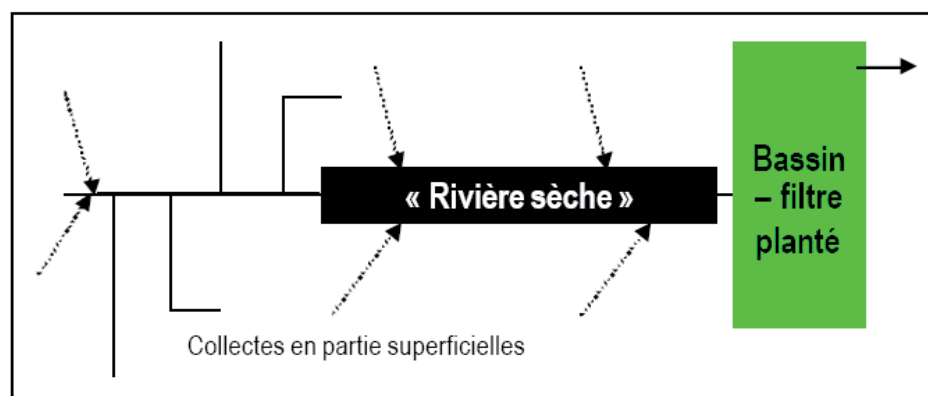 « Rivière sèche »
Bassin
– filtre
planté
Collectes en partie superficielles